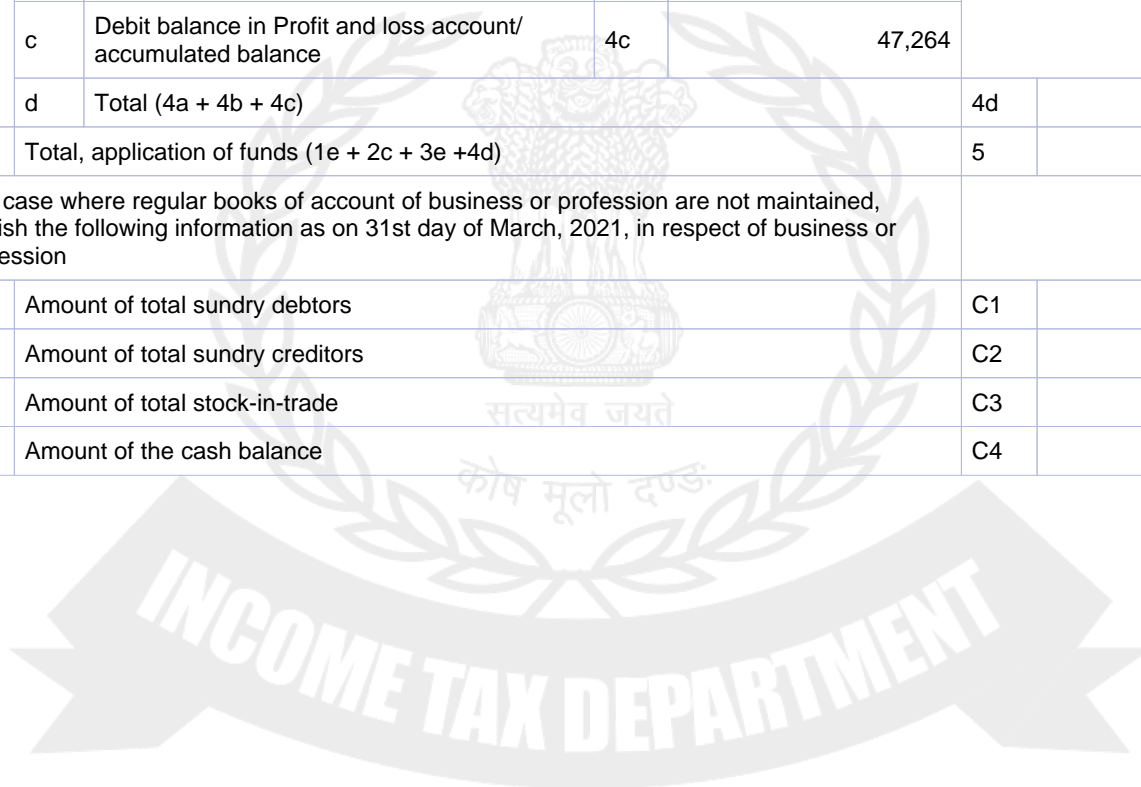 c Debit balance in Profit and loss account/ 4c 47,264
accumulated balance
d Total (4a + 4b + 4c) 4d
Total, application of funds (1e + 2c + 3e +4d) 5
case where regular books of account of business or profession are not maintained,
ish the following information as on 31st day of March, 2021, in respect of business or
ession
Amount of total sundry debtors C1
Amount of total sundry creditors C2
Amount of total stock-in-trade C3
Amount of the cash balance C4
सत्यमेव जयते
कोष मूलो दण्डः
INCOME TAX DEPARTMENT